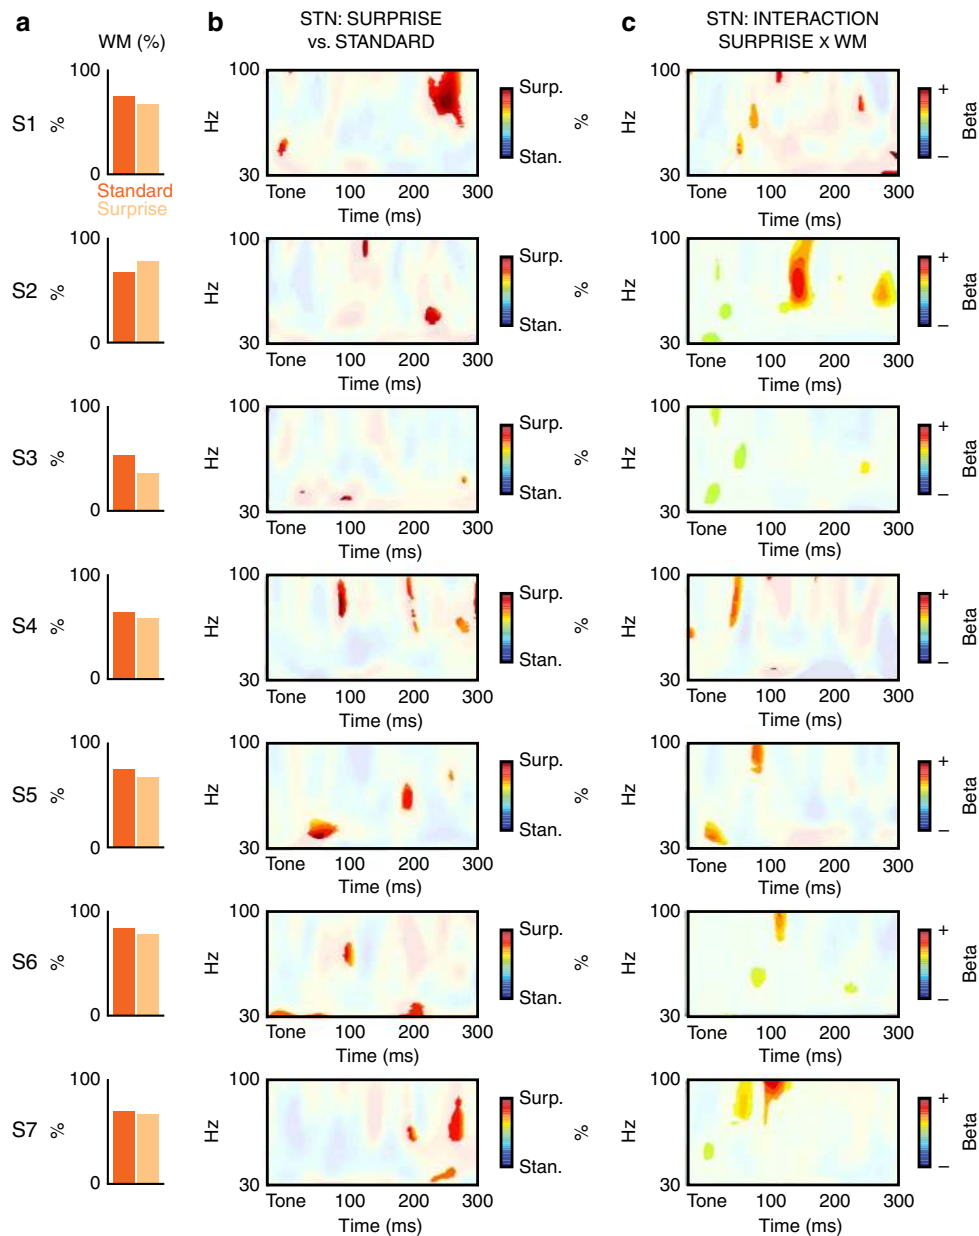 a
b
c
WM (%)
STN: SURPRISE
vs. STANDARD
STN: INTERACTION
SURPRISE X WM
S1
%
100
0
Standard
Surprise
Hz
100
30
Tone
100
200
300
Time (ms)
Surp.
Stan.
%
Hz
100
30
Tone
100
200
300
Time (ms)
+
–
Beta
S2
%
100
0
Hz
100
30
Tone
100
200
300
Time (ms)
Surp.
Stan.
%
Hz
100
30
Tone
100
200
300
Time (ms)
+
–
Beta
S3
%
100
0
Hz
100
30
Tone
100
200
300
Time (ms)
Surp.
Stan.
%
Hz
100
30
Tone
100
200
300
Time (ms)
+
–
Beta
S4
%
100
0
Hz
100
30
Tone
100
200
300
Time (ms)
Surp.
Stan.
%
Hz
100
30
Tone
100
200
300
Time (ms)
+
–
Beta
S5
%
100
0
Hz
100
30
Tone
100
200
300
Time (ms)
Surp.
Stan.
%
Hz
100
30
Tone
100
200
300
Time (ms)
+
–
Beta
S6
%
100
0
Hz
100
30
Tone
100
200
300
Time (ms)
Surp.
Stan.
%
Hz
100
30
Tone
100
200
300
Time (ms)
+
–
Beta
S7
%
100
0
Hz
100
30
Tone
100
200
300
Time (ms)
Surp.
Stan.
%
Hz
100
30
Tone
100
200
300
Time (ms)
+
–
Beta